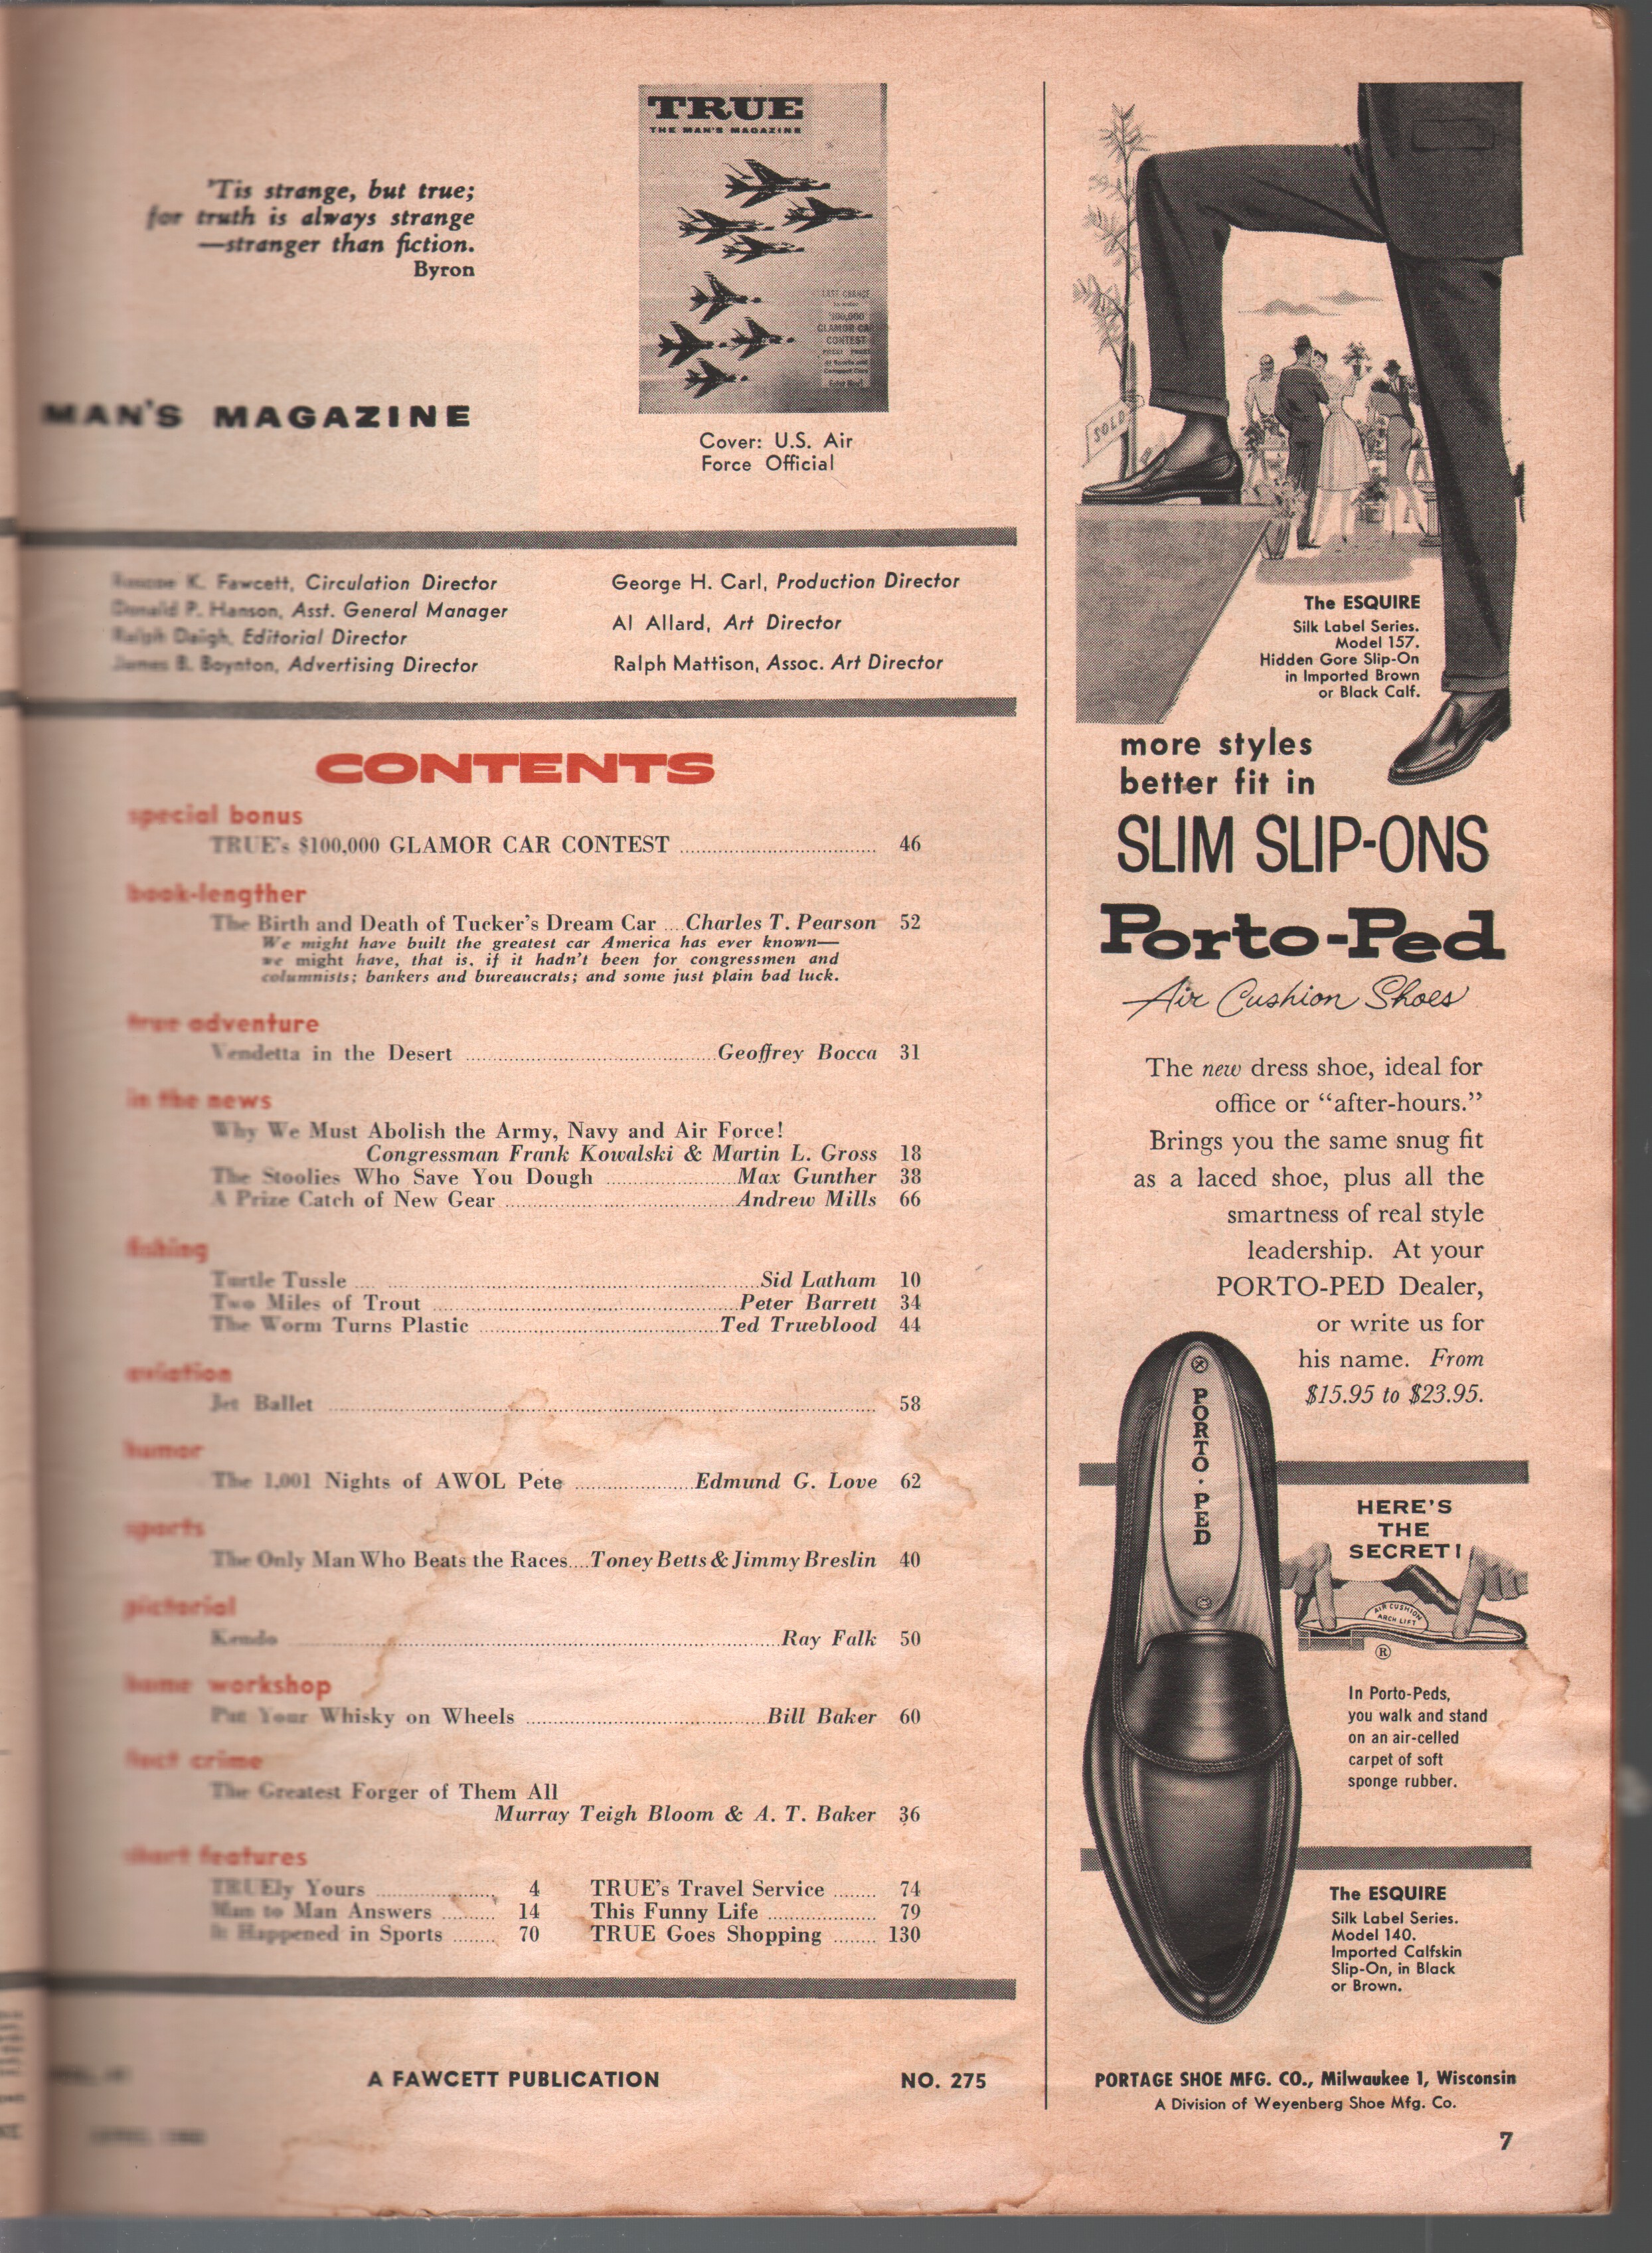 'Tis strange, but true;
for truth is always strange
—stranger than fiction.
Byron
MAN'S MAGAZINE
TRUE
THE MAN'S MAGAZINE
LAST CHANCE
$100,000
GLAMOR CAR
CONTEST
Cover: U.S. Air
Force Official
K. Fawcett, Circulation Director
Donald P. Hanson, Asst. General Manager
Ralph Daigh, Editorial Director
James B. Boynton, Advertising Director
George H. Carl, Production Director
Al Allard, Art Director
Ralph Mattison, Assoc. Art Director
CONTENTS
special bonus
TRUE's $100,000 GLAMOR CAR CONTEST 46
book-lengther
The Birth and Death of Tucker's Dream Car .... Charles T. Pearson 52
We might have built the greatest car America has ever known—
we might have, that is, if it hadn't been for congressmen and
columnists; bankers and bureaucrats; and some just plain bad luck.
true adventure
Vendetta in the Desert ........ Geoffrey Bocca 31
in the news
Why We Must Abolish the Army, Navy and Air Force!
Congressman Frank Kowalski & Martin L. Gross 18
The Stoolies Who Save You Dough ........ Max Gunther 38
A Prize Catch of New Gear ........ Andrew Mills 66
fishing
Turtle Tussle ........ Sid Latham 10
Two Miles of Trout ........ Peter Barrett 34
The Worm Turns Plastic ........ Ted Trueblood 44
aviation
Jet Ballet ........ 58
humor
The 1,001 Nights of AWOL Pete ........ Edmund G. Love 62
sports
The Only Man Who Beats the Races.... Toney Betts & Jimmy Breslin 40
pictorial
Kendo ........ Ray Falk 50
home workshop
Put Your Whisky on Wheels ........ Bill Baker 60
fact crime
The Greatest Forger of Them All
Murray Teigh Bloom & A. T. Baker 36
short features
TRUEly Yours ........ 4
Man to Man Answers ........ 14
It Happened in Sports ........ 70
TRUE's Travel Service ........ 74
This Funny Life ........ 79
TRUE Goes Shopping ........ 130
A FAWCETT PUBLICATION
NO. 275
SOLD
The ESQUIRE
Silk Label Series.
Model 157.
Hidden Gore Slip-On
in Imported Brown
or Black Calf.
more styles
better fit in
SLIM SLIP-ONS
Porto-Ped
Air Cushion Shoes
The new dress shoe, ideal for
office or “after-hours.”
Brings you the same snug fit
as a laced shoe, plus all the
smartness of real style
leadership. At your
PORTO-PED Dealer,
or write us for
his name. From
$15.95 to $23.95.
PORTO·PED
HERE'S
THE
SECRET!
AIR CUSHION
ARCH LIFT
®
In Porto-Peds,
you walk and stand
on an air-celled
carpet of soft
sponge rubber.
The ESQUIRE
Silk Label Series.
Model 140.
Imported Calfskin
Slip-On, in Black
or Brown.
PORTAGE SHOE MFG. CO., Milwaukee 1, Wisconsin
A Division of Weyenberg Shoe Mfg. Co.
7